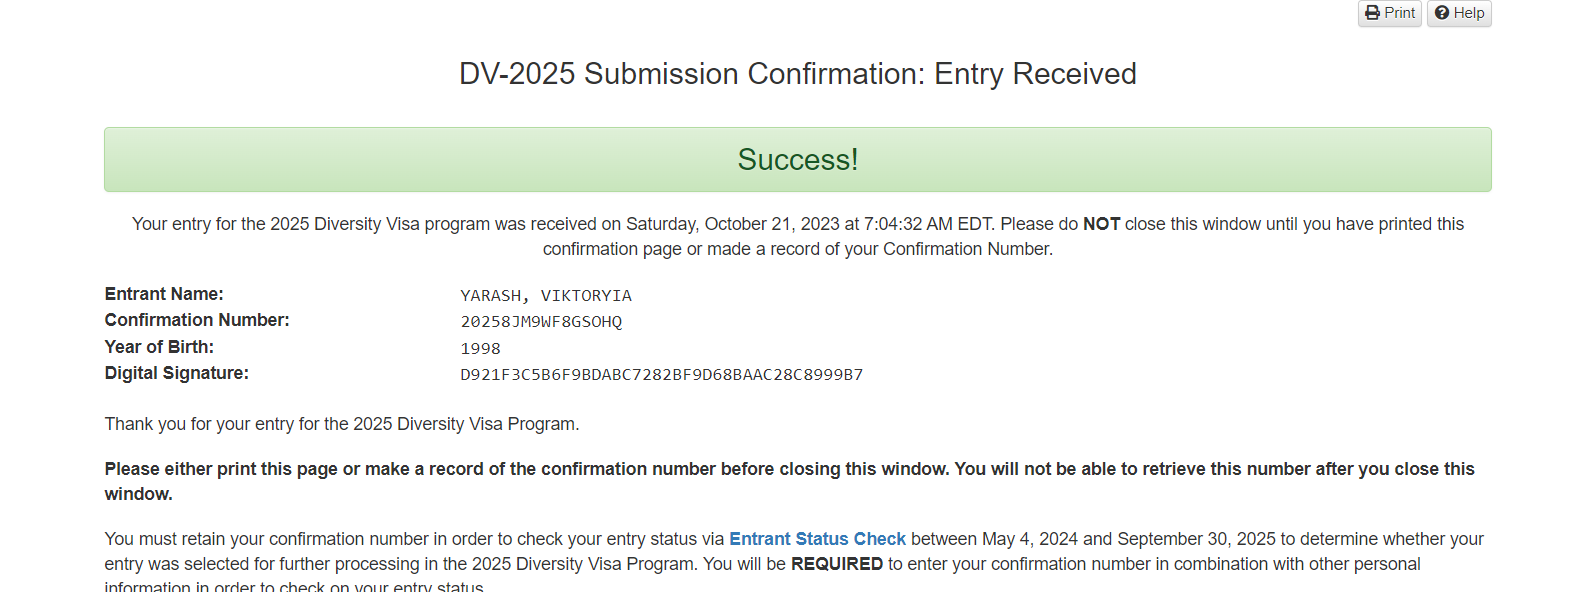 Print Help
DV-2025 Submission Confirmation: Entry Received
Success!
Your entry for the 2025 Diversity Visa program was received on Saturday, October 21, 2023 at 7:04:32 AM EDT. Please do NOT close this window until you have printed this
confirmation page or made a record of your Confirmation Number.
Entrant Name: YARASH, VIKTORYIA
Confirmation Number: 20258JM9WF8GSOHQ
Year of Birth: 1998
Digital Signature: D921F3C5B6F9BDABC7282BF9D68BAAC28C8999B7
Thank you for your entry for the 2025 Diversity Visa Program.
Please either print this page or make a record of the confirmation number before closing this window. You will not be able to retrieve this number after you close this
window.
You must retain your confirmation number in order to check your entry status via Entrant Status Check between May 4, 2024 and September 30, 2025 to determine whether your
entry was selected for further processing in the 2025 Diversity Visa Program. You will be REQUIRED to enter your confirmation number in combination with other personal
information in order to check on your entry status.